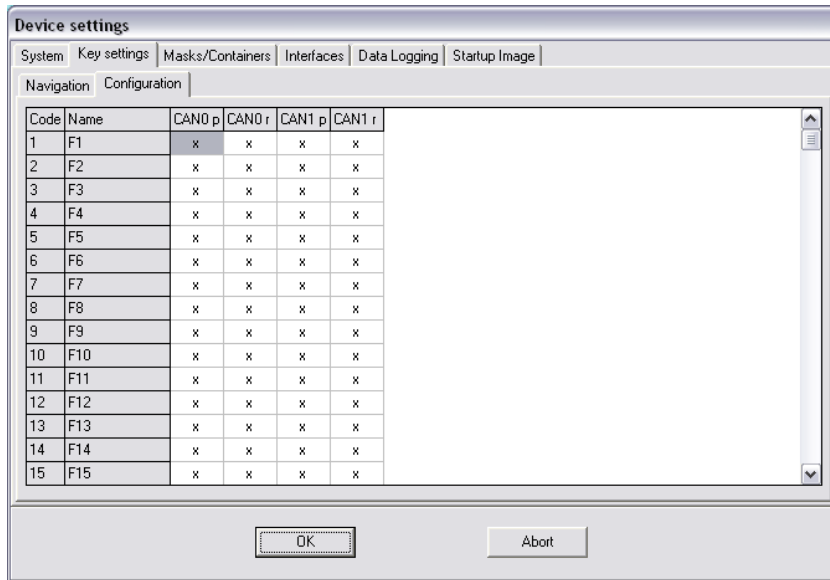 Device settings
System Key settings Masks/Containers Interfaces Data Logging Startup Image
Navigation Configuration
Code Name CAN0 p CAN0 r CAN1 p CAN1 r
1 F1 x x x x
2 F2 x x x x
3 F3 x x x x
4 F4 x x x x
5 F5 x x x x
6 F6 x x x x
7 F7 x x x x
8 F8 x x x x
9 F9 x x x x
10 F10 x x x x
11 F11 x x x x
12 F12 x x x x
13 F13 x x x x
14 F14 x x x x
15 F15 x x x x
OK Abort